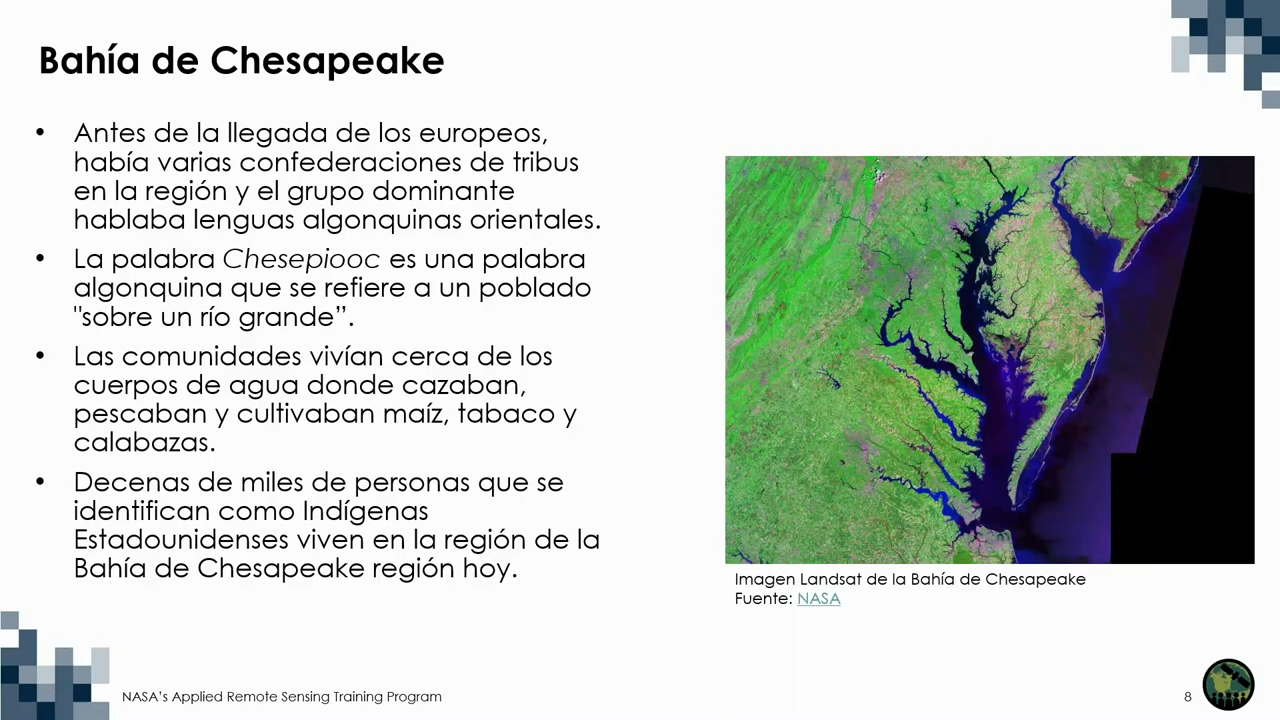 Bahía de Chesapeake
• Antes de la llegada de los europeos,
había varias confederaciones de tribus
en la región y el grupo dominante
hablaba lenguas algonquinas orientales.
• La palabra Chesepiooc es una palabra
algonquina que se refiere a un poblado
"sobre un río grande”.
• Las comunidades vivían cerca de los
cuerpos de agua donde cazaban,
pescaban y cultivaban maíz, tabaco y
calabazas.
• Decenas de miles de personas que se
identifican como Indígenas
Estadounidenses viven en la región de la
Bahía de Chesapeake región hoy.
Imagen Landsat de la Bahía de Chesapeake
Fuente: NASA
NASA’s Applied Remote Sensing Training Program
8